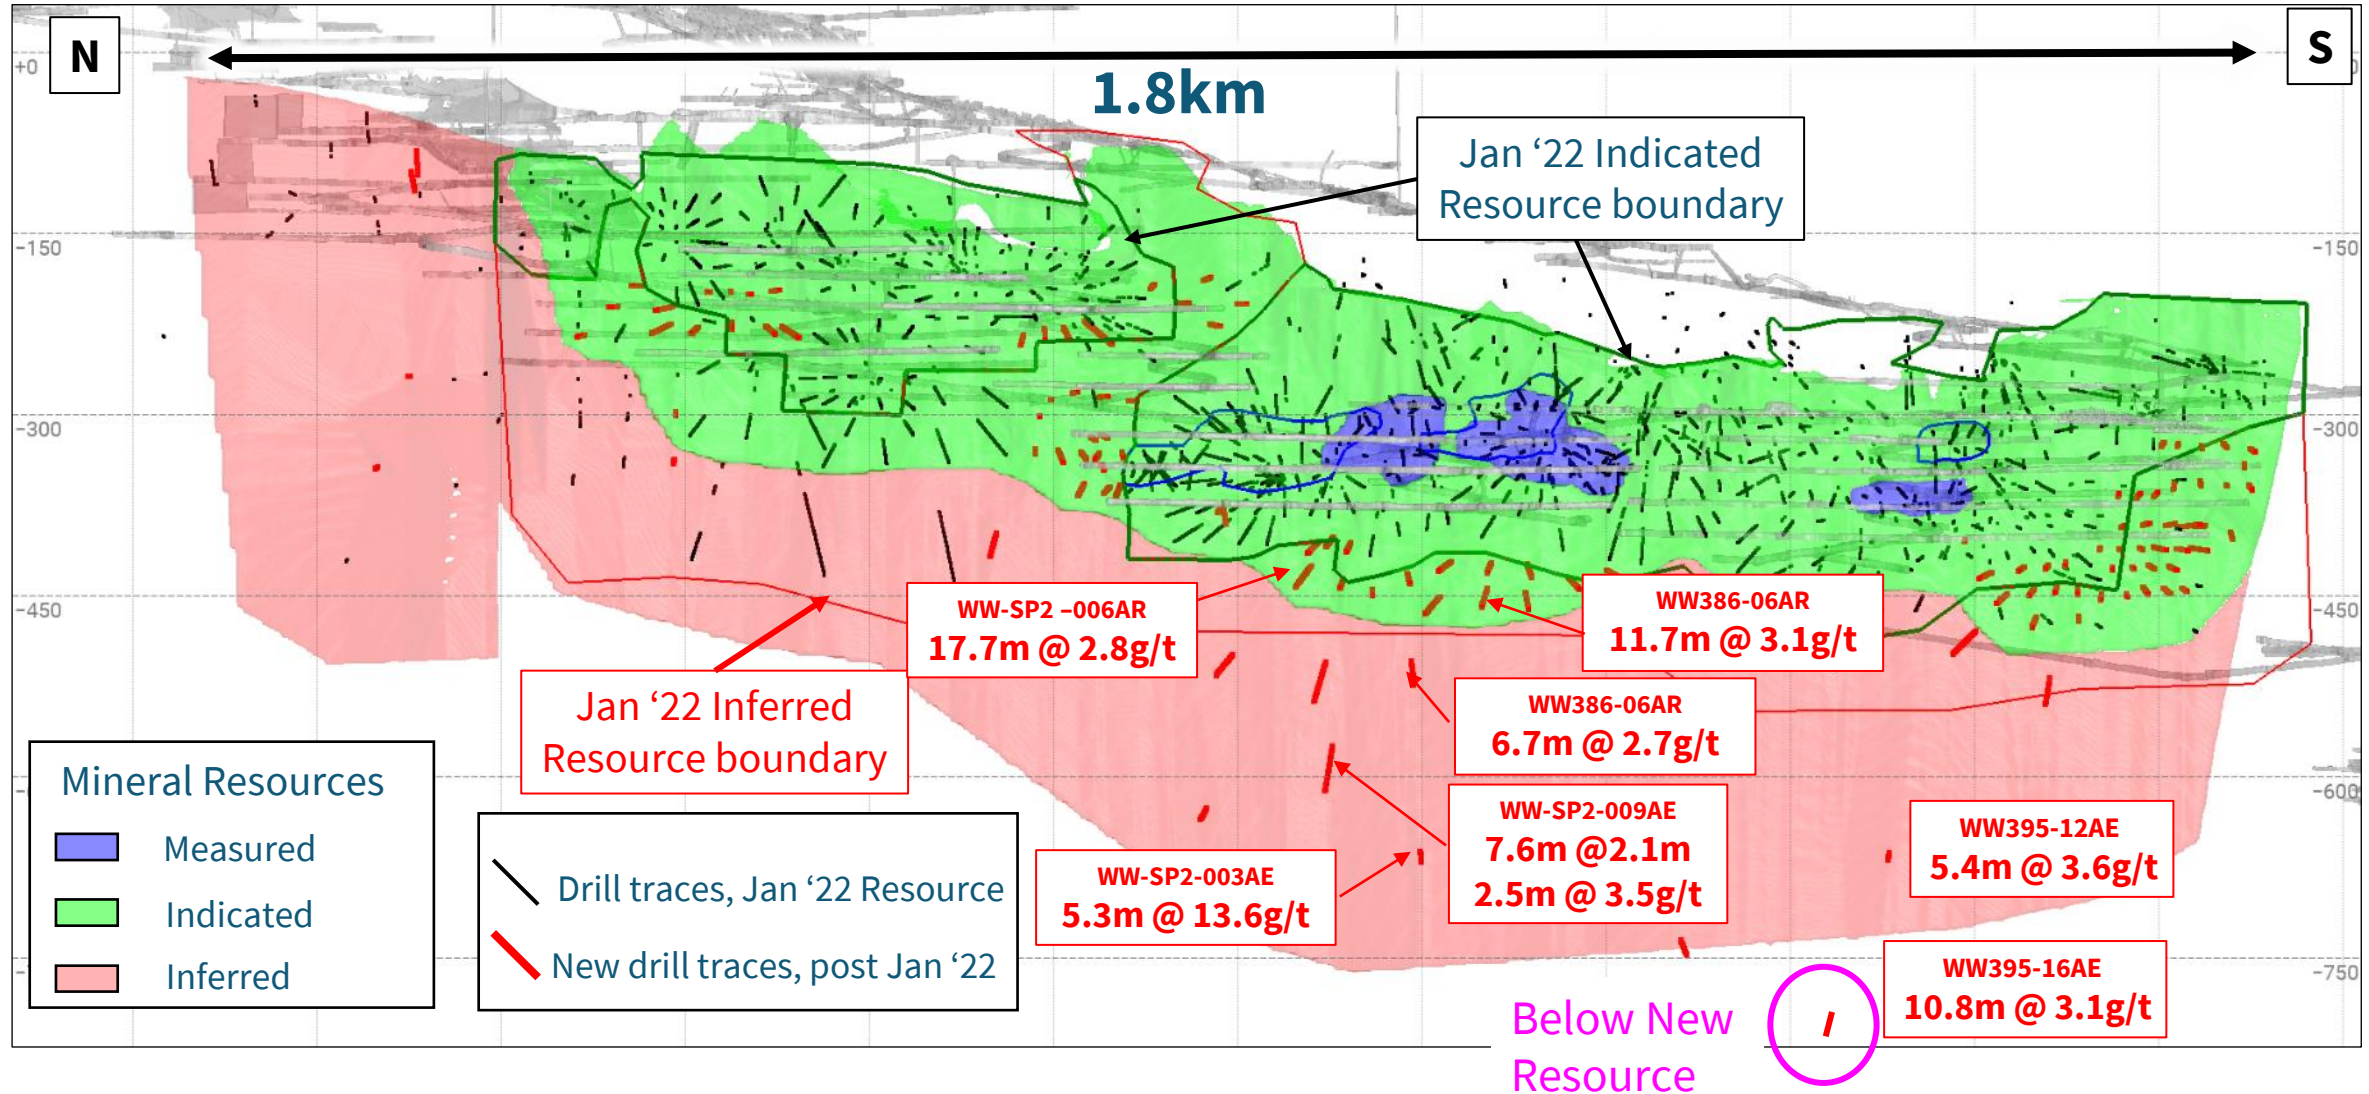 N
S
+0
1.8km
Jan ‘22 Indicated
Resource boundary
-150
-150
-300
-300
-450
-450
WW-SP2 –006AR
17.7m @ 2.8g/t
WW386-06AR
11.7m @ 3.1g/t
Jan ‘22 Inferred
Resource boundary
WW386-06AR
6.7m @ 2.7g/t
Mineral Resources
Measured
Indicated
Inferred
Drill traces, Jan ‘22 Resource
New drill traces, post Jan ‘22
WW-SP2-009AE
7.6m @2.1m
2.5m @ 3.5g/t
-600
WW395-12AE
5.4m @ 3.6g/t
WW-SP2-003AE
5.3m @ 13.6g/t
WW395-16AE
10.8m @ 3.1g/t
-750
Below New
Resource